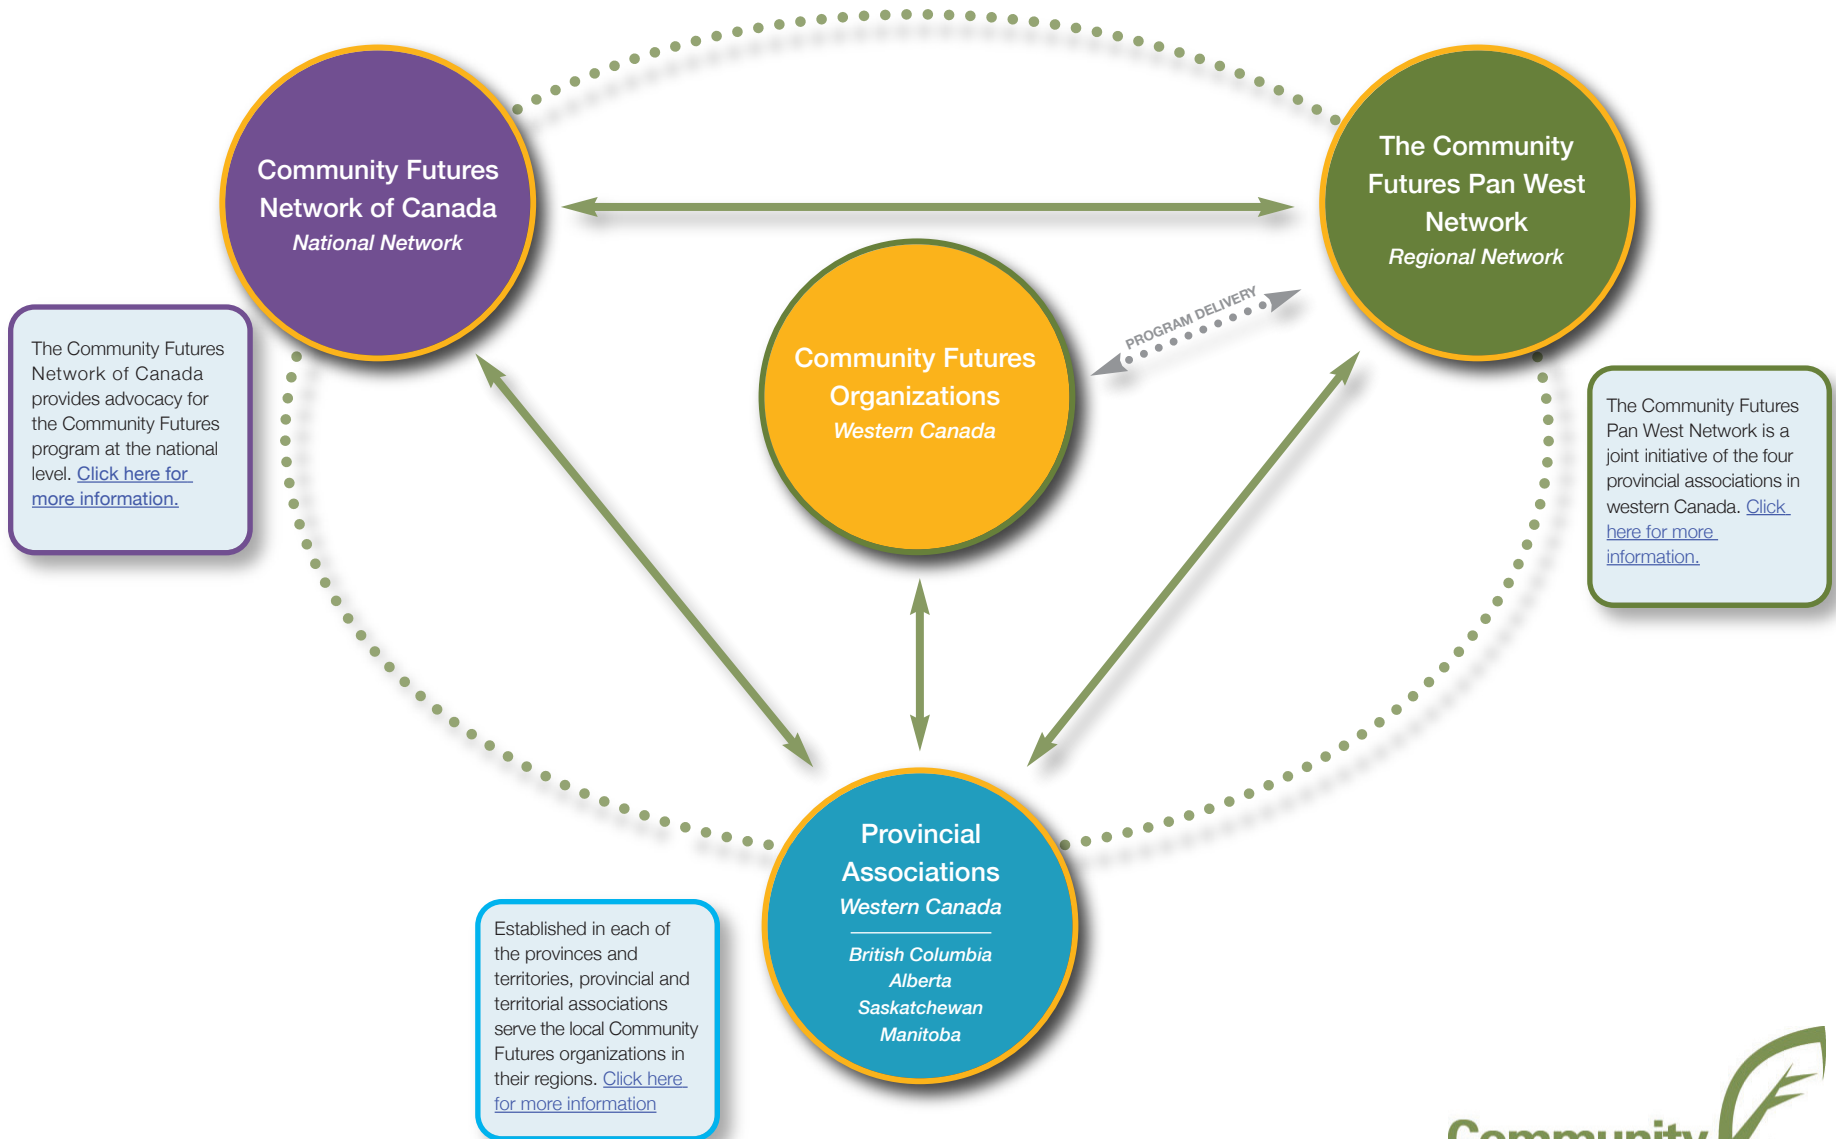 Community Futures
Network of Canada
National Network
The Community
Futures Pan West
Network
Regional Network
PROGRAM DELIVERY
Community Futures
Organizations
Western Canada
The Community Futures
Network of Canada
provides advocacy for
the Community Futures
program at the national
level. Click here for
more information.
The Community Futures
Pan West Network is a
joint initiative of the four
provincial associations in
western Canada. Click
here for more
information.
Provincial
Associations
Western Canada
British Columbia
Alberta
Saskatchewan
Manitoba
Established in each of
the provinces and
territories, provincial and
territorial associations
serve the local Community
Futures organizations in
their regions. Click here
for more information
Community